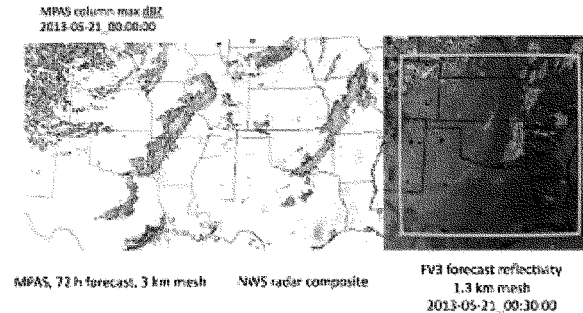 MPAS column max dBZ
2013-05-21_00:00:00
MPAS, 72 h forecast, 3 km mesh
NWS radar composite
FV3 forecast reflectivity
1.3 km mesh
2013-05-21_00:30:00